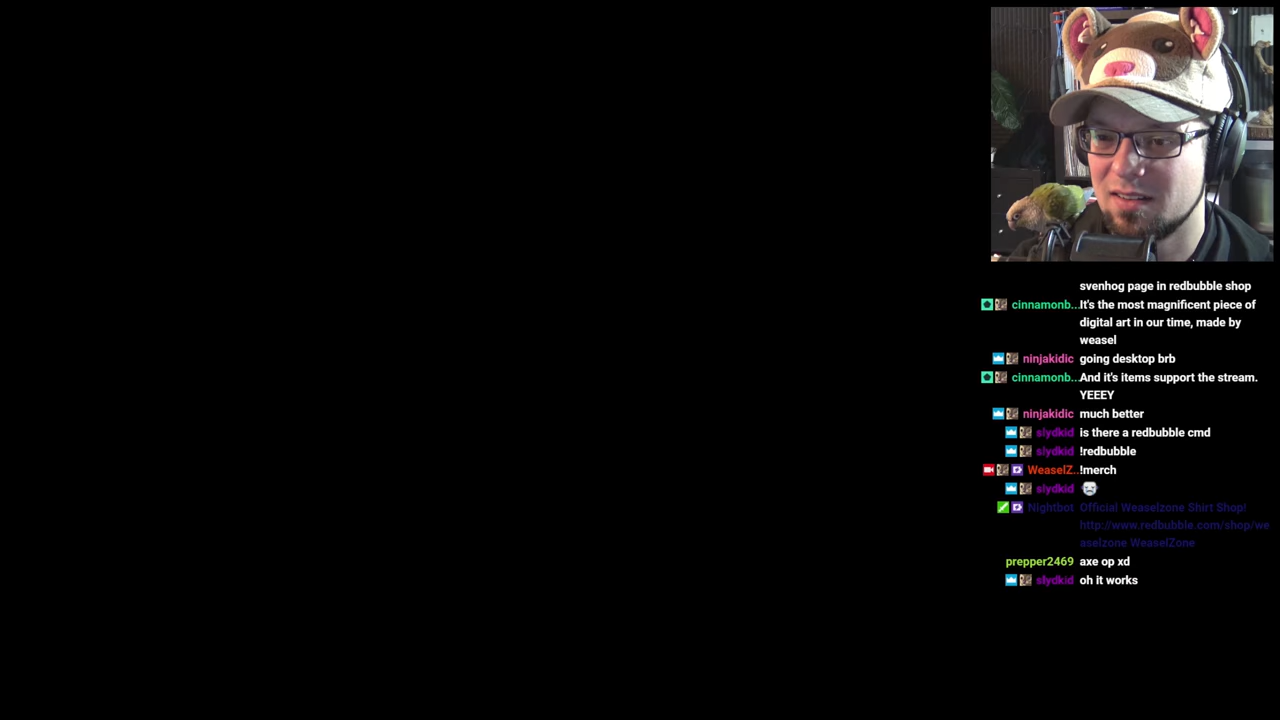 svenhog page in redbubble shop
cinnamonb... It's the most magnificent piece of
digital art in our time, made by
weasel
ninjakidic going desktop brb
cinnamonb... And it's items support the stream.
YEEEY
ninjakidic much better
slydkid is there a redbubble cmd
slydkid !redbubble
WeaselZ... !merch
slydkid
Nightbot Official Weaselzone Shirt Shop!
http://www.redbubble.com/shop/we
aselzone WeaselZone
prepper2469 axe op xd
slydkid oh it works